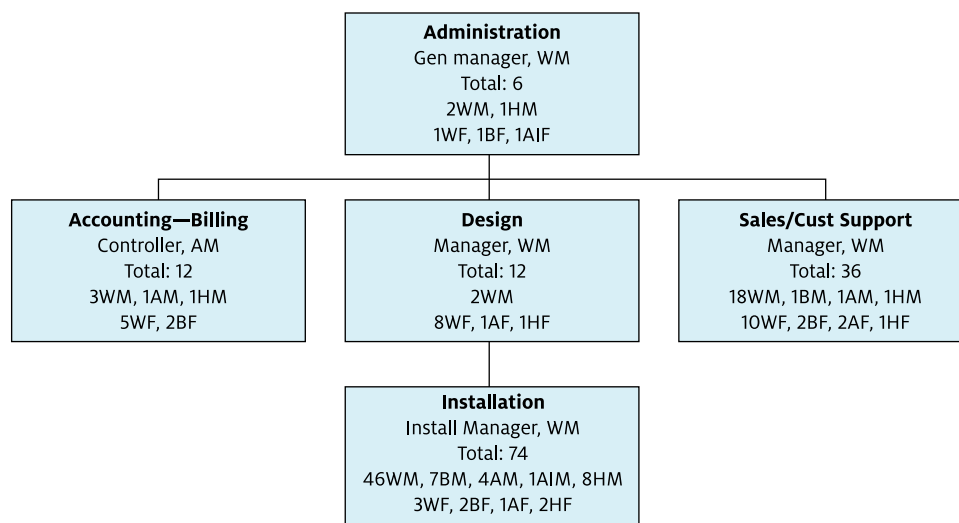 Administration
Gen manager, WM
Total: 6
2WM, 1HM
1WF, 1BF, 1AIF
Accounting—Billing
Controller, AM
Total: 12
3WM, 1AM, 1HM
5WF, 2BF
Design
Manager, WM
Total: 12
2WM
8WF, 1AF, 1HF
Sales/Cust Support
Manager, WM
Total: 36
18WM, 1BM, 1AM, 1HM
10WF, 2BF, 2AF, 1HF
Installation
Install Manager, WM
Total: 74
46WM, 7BM, 4AM, 1AIM, 8HM
3WF, 2BF, 1AF, 2HF